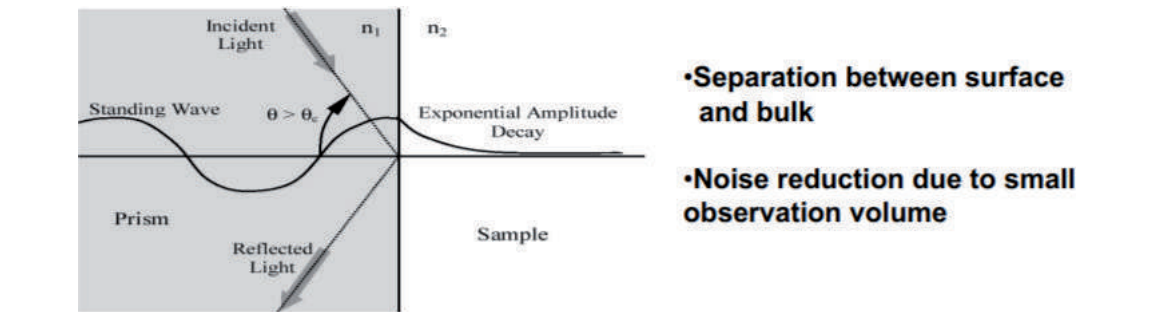 Incident
Light
n₁
n₂
Standing Wave
θ > θc
Exponential Amplitude
Decay
Prism
Sample
Reflected
Light
•Separation between surface
and bulk
•Noise reduction due to small
observation volume